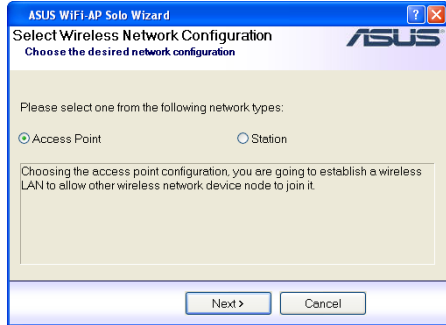 ASUS WiFi-AP Solo Wizard
Select Wireless Network Configuration
Choose the desired network configuration
ASUS
Please select one from the following network types:
Access Point
Station
Choosing the access point configuration, you are going to establish a wireless
LAN to allow other wireless network device node to join it.
Next >
Cancel